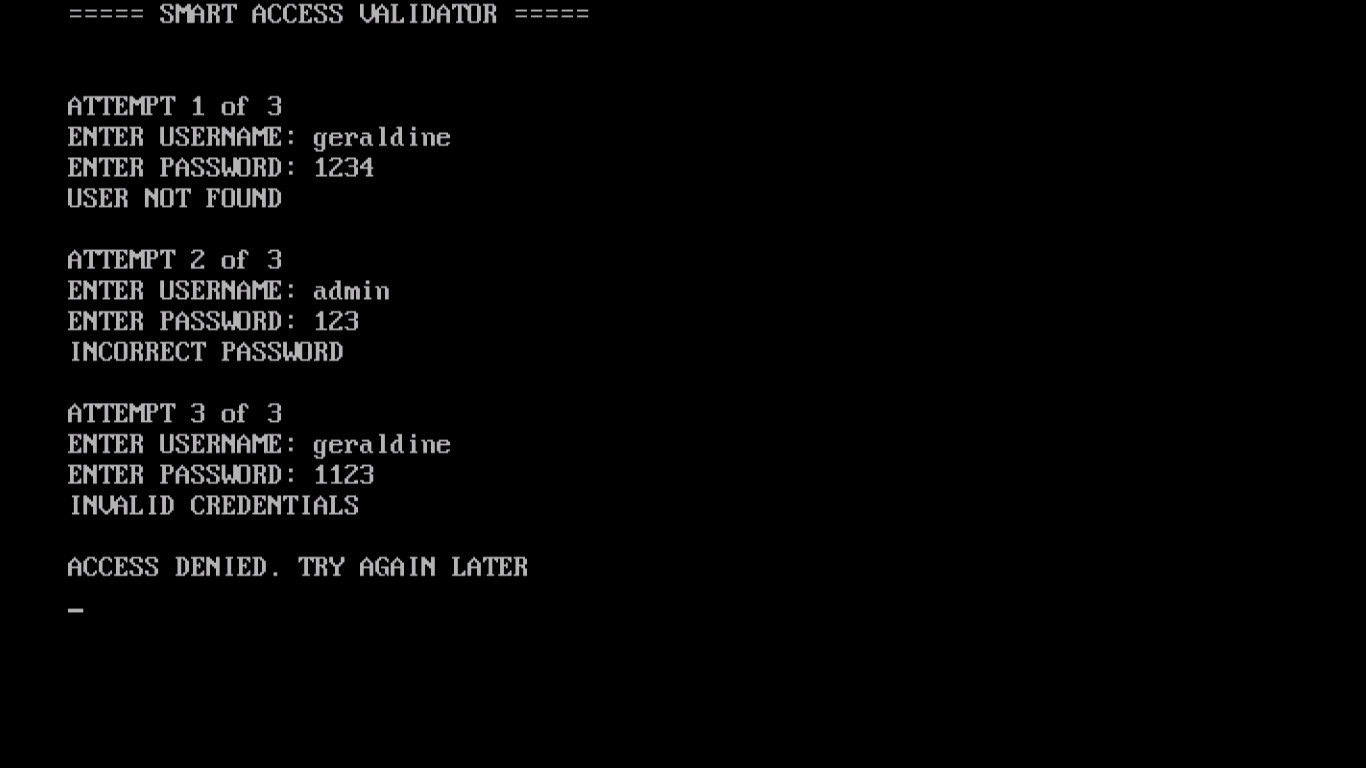 ===== SMART ACCESS VALIDATOR =====
ATTEMPT 1 of 3
ENTER USERNAME: geraldine
ENTER PASSWORD: 1234
USER NOT FOUND
ATTEMPT 2 of 3
ENTER USERNAME: admin
ENTER PASSWORD: 123
INCORRECT PASSWORD
ATTEMPT 3 of 3
ENTER USERNAME: geraldine
ENTER PASSWORD: 1123
INVALID CREDENTIALS
ACCESS DENIED. TRY AGAIN LATER
_